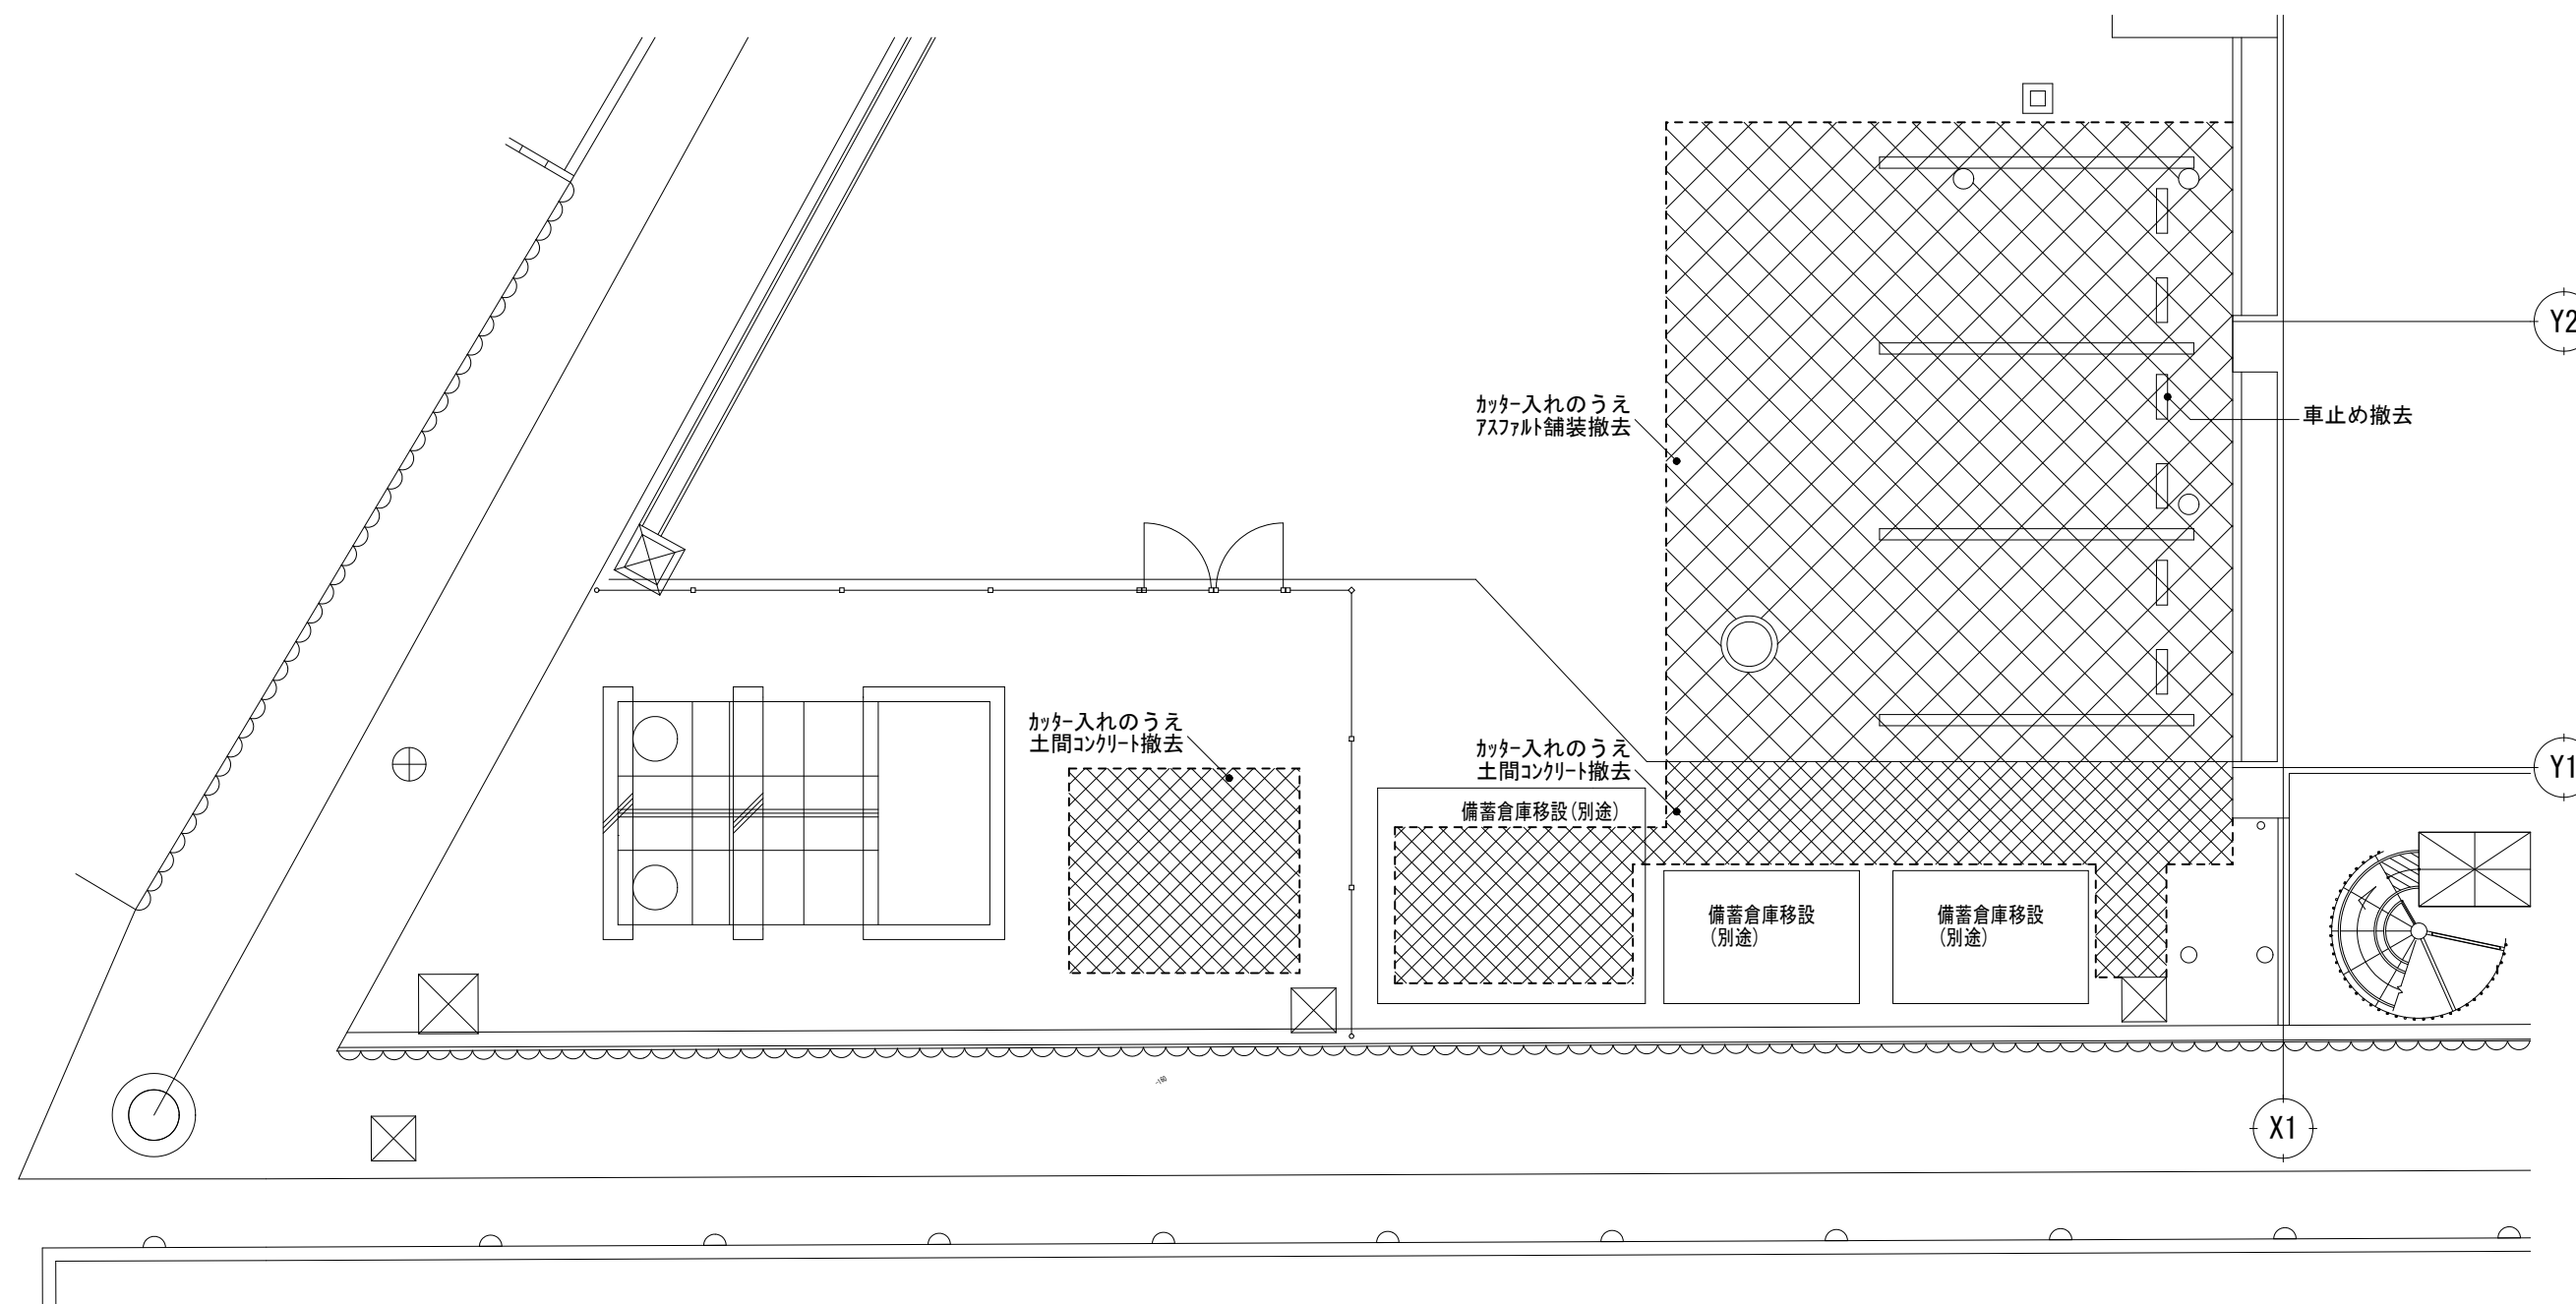 Y2
ｶｯﾀｰ入れのうえ
ｱｽﾌｧﾙﾄ舗装撤去
車止め撤去
ｶｯﾀｰ入れのうえ
土間ｺﾝｸﾘｰﾄ撤去
ｶｯﾀｰ入れのうえ
土間ｺﾝｸﾘｰﾄ撤去
Y1
備蓄倉庫移設(別途)
備蓄倉庫移設
(別途)
備蓄倉庫移設
(別途)
X1